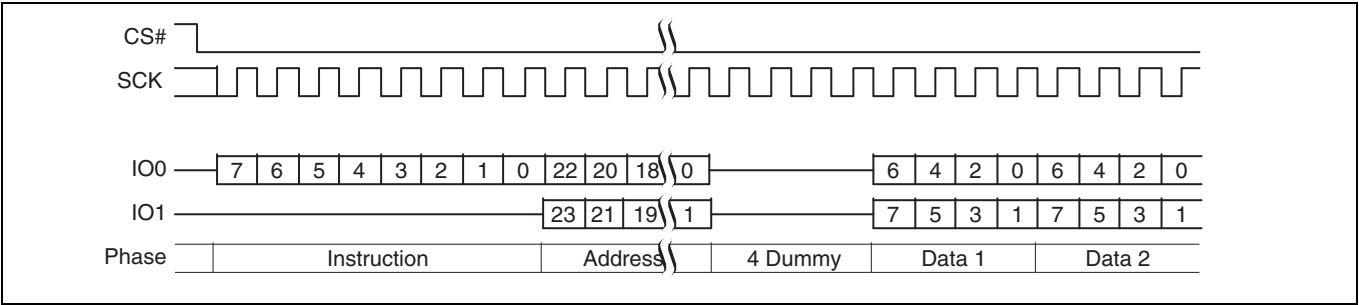 CS#
SCK
IO0 7 6 5 4 3 2 1 0 22 20 18 0 6 4 2 0 6 4 2 0
IO1 23 21 19 1 7 5 3 1 7 5 3 1
Phase Instruction Address 4 Dummy Data 1 Data 2